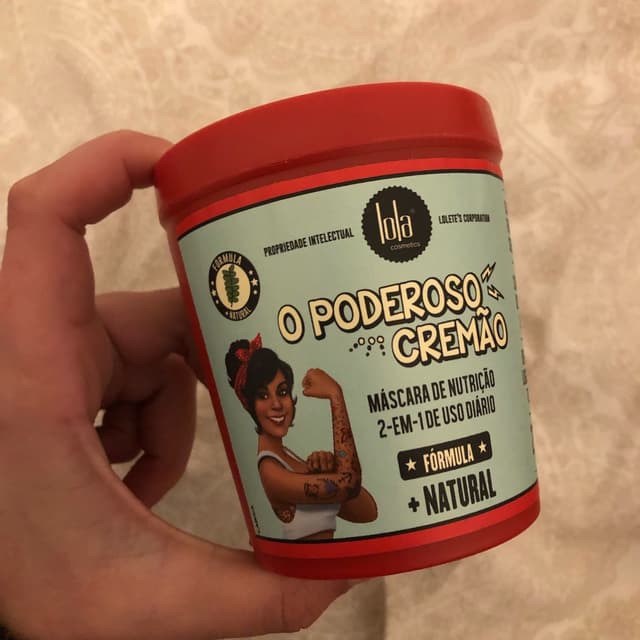 lola
cosmetics
PROPRIEDADE INTELECTUAL
LOLETE'S CORPORATION
FÓRMULA
+ NATURAL
O PODEROSO
CREMÃO
MÁSCARA DE NUTRIÇÃO
2-EM-1 DE USO DIÁRIO
FÓRMULA
+ NATURAL